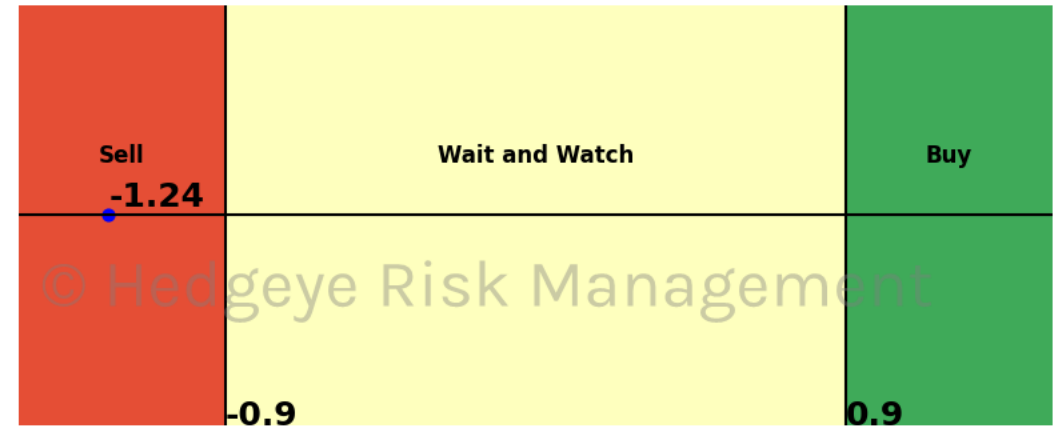 Sell
Wait and Watch
Buy
-1.24
© Hedgeye Risk Management
-0.9
0.9